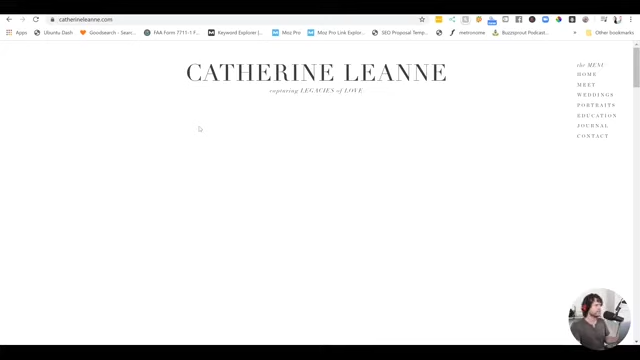 catherineleanne.com
Apps Ubuntu Dash Goodsearch - Searc... FAA Form 7711-1 F... Keyword Explorer |... Moz Pro Moz Pro Link Explor... SEO Proposal Temp... metronome Buzzsprout Podcast... » Other bookmarks
CATHERINE LEANNE
capturing LEGACIES of LOVE
the MENU
HOME
MEET
WEDDINGS
PORTRAITS
EDUCATION
JOURNAL
CONTACT